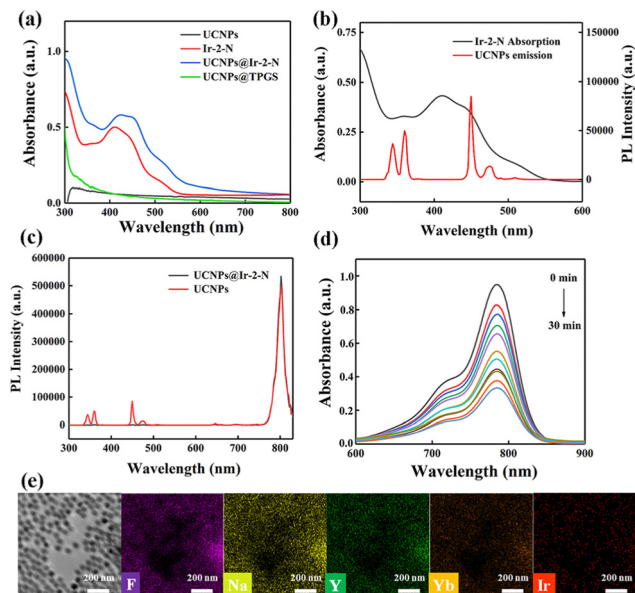 (a)
UCNPs
Ir-2-N
UCNPs@Ir-2-N
UCNPs@TPGS
Absorbance (a.u.)
1.0
0.5
0.0
300 400 500 600 700 800
Wavelength (nm)
(b)
Ir-2-N Absorption
UCNPs emission
Absorbance (a.u.)
0.75
0.50
0.25
0.00
300 400 500 600
Wavelength (nm)
150000
100000
50000
0
PL Intensity (a.u.)
(c)
UCNPs@Ir-2-N
UCNPs
PL Intensity (a.u.)
600000
500000
400000
300000
200000
100000
0
300 400 500 600 700 800
Wavelength (nm)
(d)
0 min
30 min
Absorbance (a.u.)
1.0
0.8
0.6
0.4
0.2
0.0
600 700 800 900
Wavelength (nm)
(e)
200 nm
F 200 nm
Na 200 nm
Y 200 nm
Yb 200 nm
Ir 200 nm